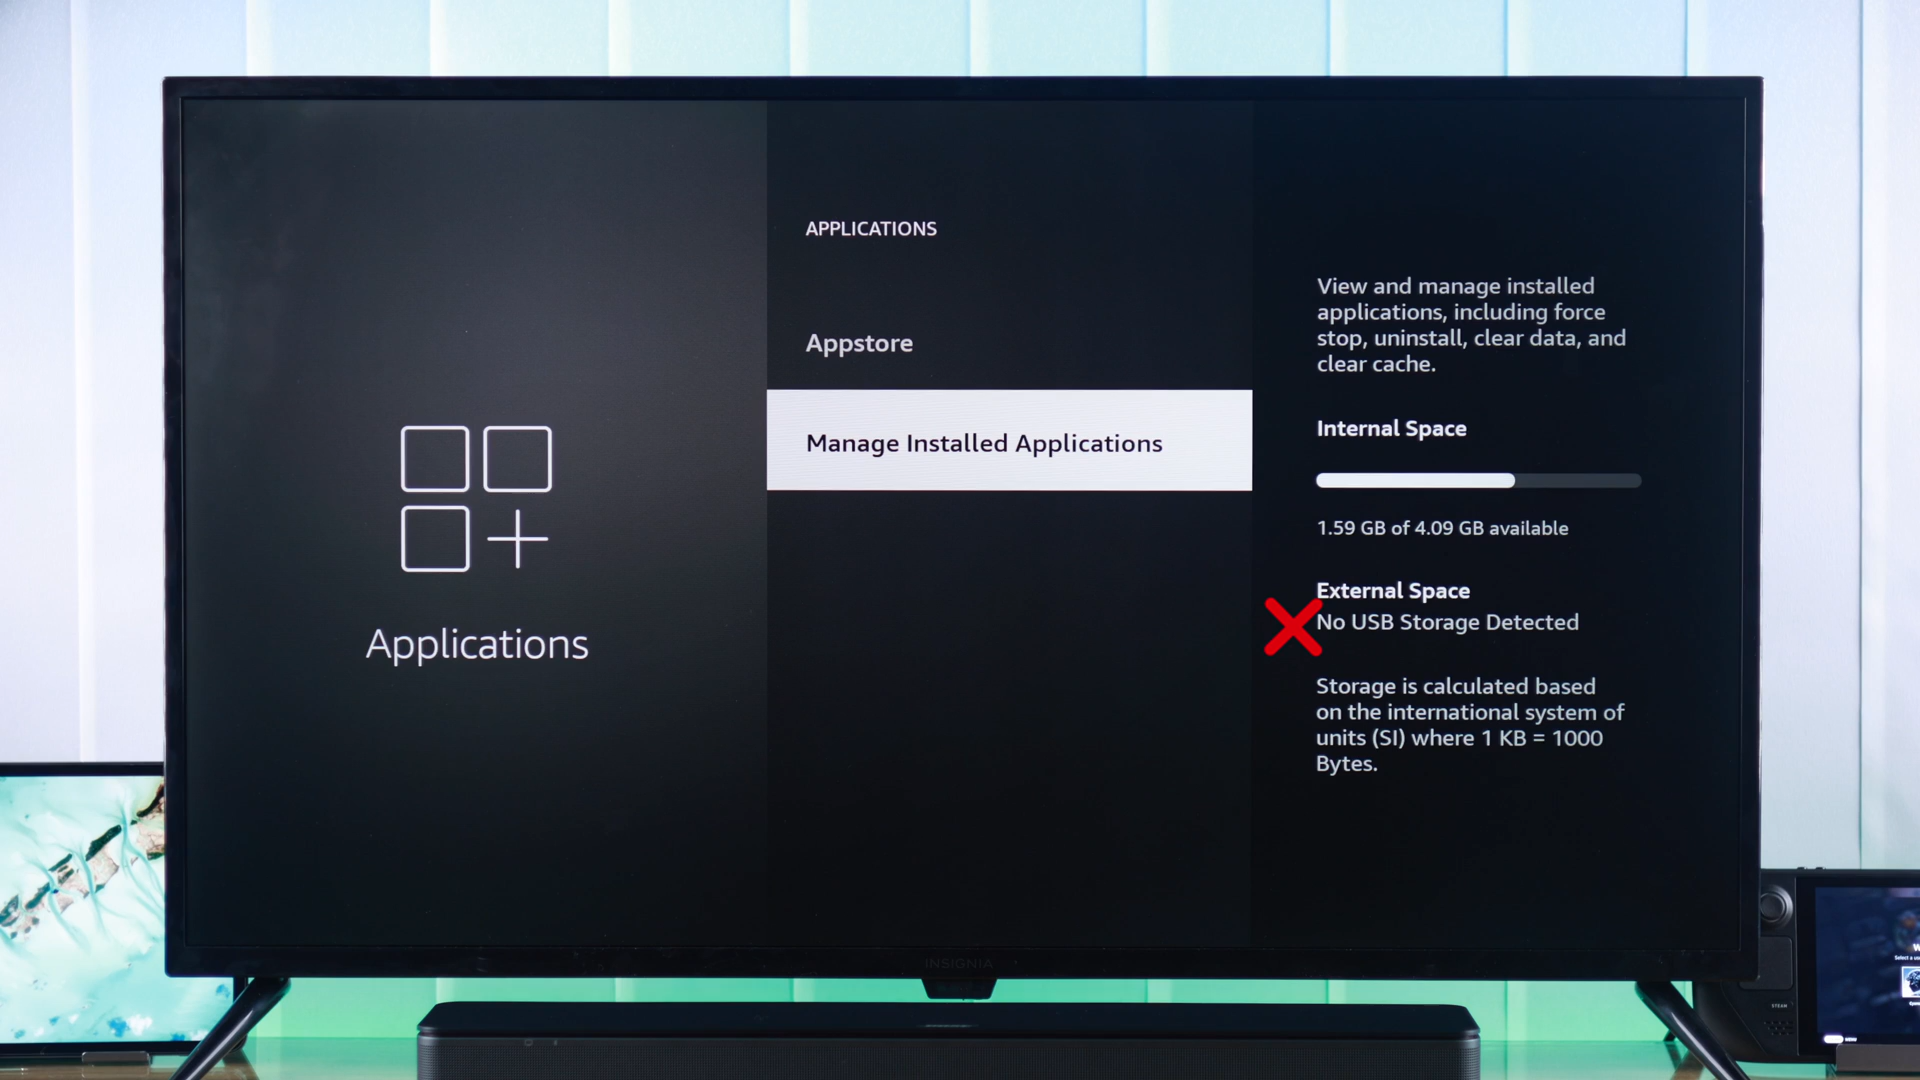 APPLICATIONS
Appstore
Manage Installed Applications
Applications
View and manage installed
applications, including force
stop, uninstall, clear data, and
clear cache.
Internal Space
1.59 GB of 4.09 GB available
External Space
No USB Storage Detected
Storage is calculated based
on the international system of
units (SI) where 1 KB = 1000
Bytes.
INSIGNIA
STEAM